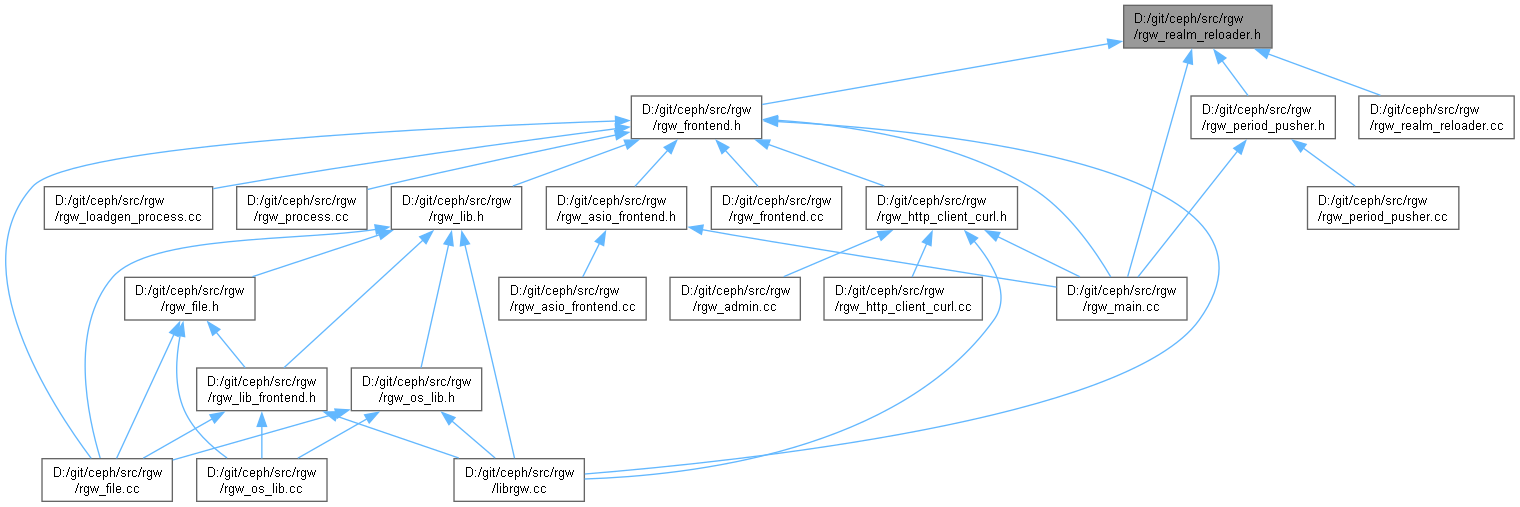 D:/git/ceph/src/rgw
/rgw_realm_reloader.h
D:/git/ceph/src/rgw
/rgw_frontend.h
D:/git/ceph/src/rgw
/rgw_period_pusher.h
D:/git/ceph/src/rgw
/rgw_realm_reloader.cc
D:/git/ceph/src/rgw
/rgw_loadgen_process.cc
D:/git/ceph/src/rgw
/rgw_process.cc
D:/git/ceph/src/rgw
/rgw_lib.h
D:/git/ceph/src/rgw
/rgw_asio_frontend.h
D:/git/ceph/src/rgw
/rgw_frontend.cc
D:/git/ceph/src/rgw
/rgw_http_client_curl.h
D:/git/ceph/src/rgw
/rgw_period_pusher.cc
D:/git/ceph/src/rgw
/rgw_file.h
D:/git/ceph/src/rgw
/rgw_asio_frontend.cc
D:/git/ceph/src/rgw
/rgw_admin.cc
D:/git/ceph/src/rgw
/rgw_http_client_curl.cc
D:/git/ceph/src/rgw
/rgw_main.cc
D:/git/ceph/src/rgw
/rgw_lib_frontend.h
D:/git/ceph/src/rgw
/rgw_os_lib.h
D:/git/ceph/src/rgw
/rgw_file.cc
D:/git/ceph/src/rgw
/rgw_os_lib.cc
D:/git/ceph/src/rgw
/librgw.cc